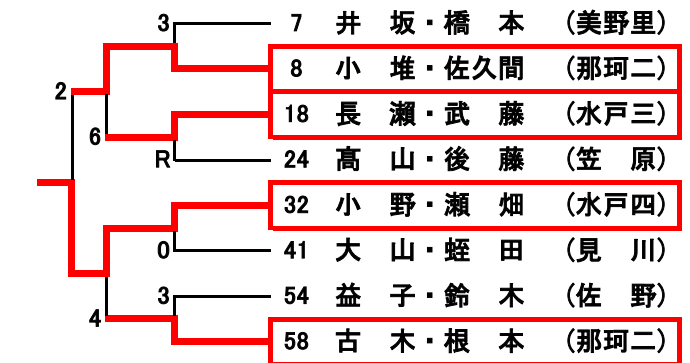 3 7 井 坂・橋 本 (美野里)
8 小 堆・佐久間 (那珂二)
2
18 長 瀬・武 藤 (水戸三)
6
R 24 髙 山・後 藤 (笠 原)
32 小 野・瀬 畑 (水戸四)
0 41 大 山・蛭 田 (見 川)
3 54 益 子・鈴 木 (佐 野)
4
58 古 木・根 本 (那珂二)